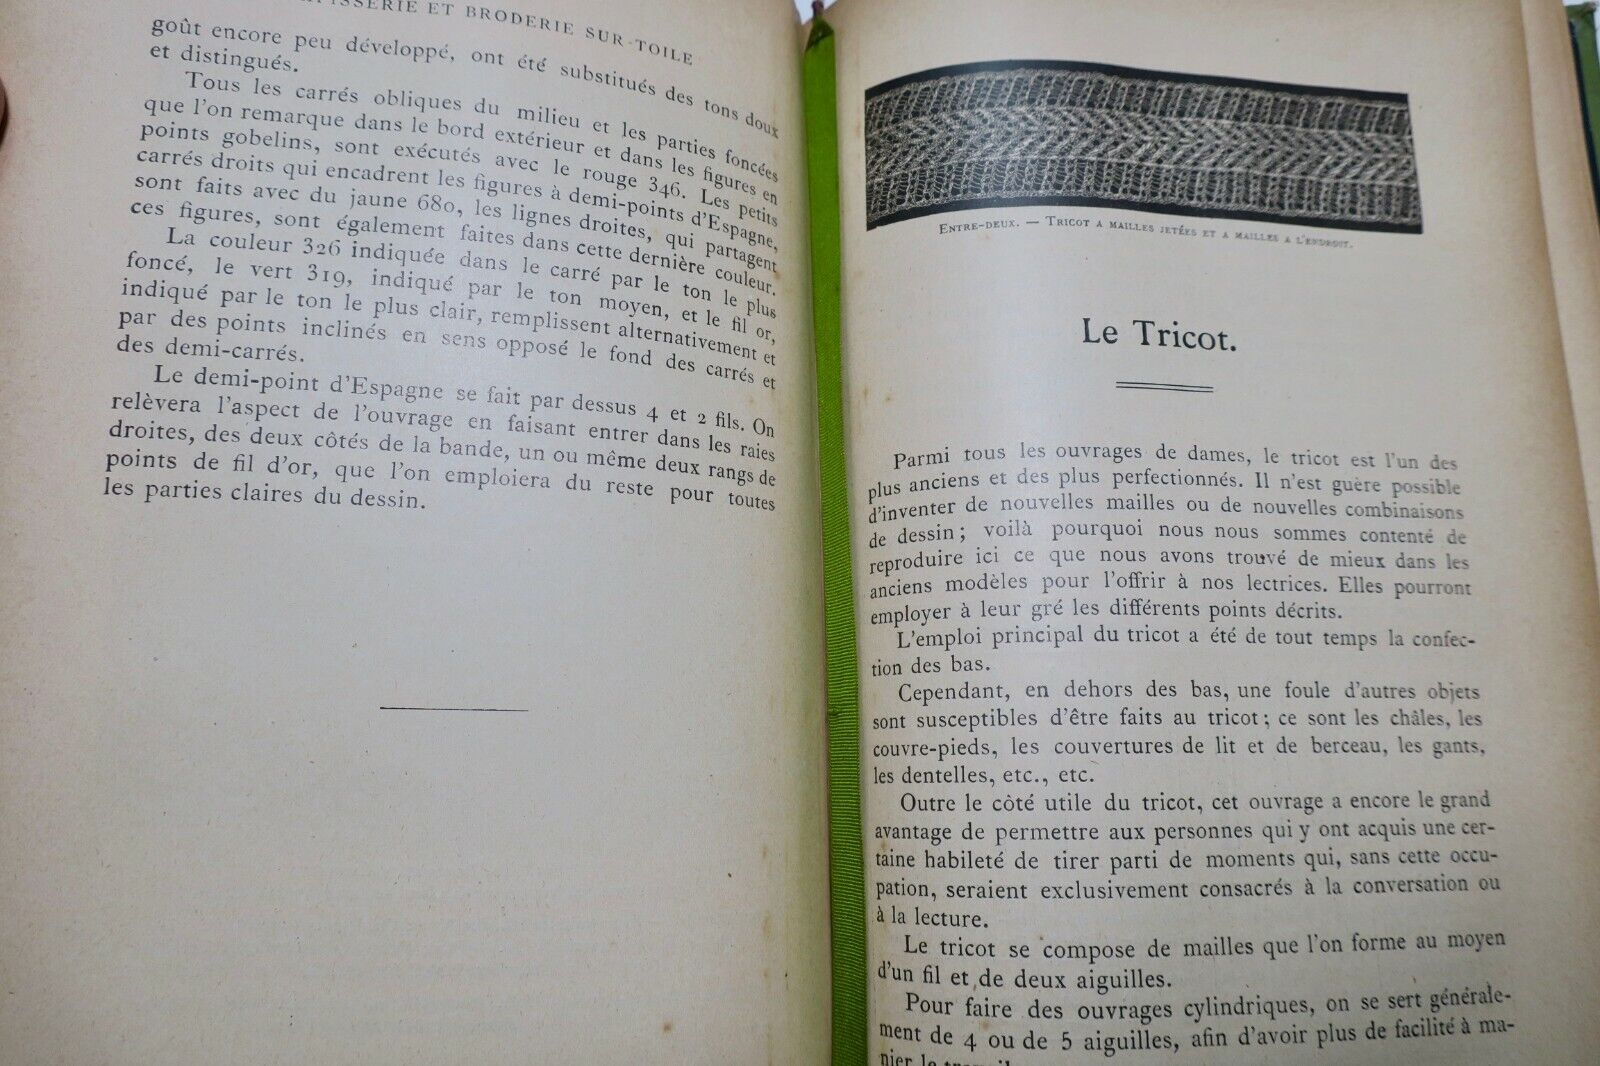 ET BRODERIE SUR TOILE
goût encore peu développé, ont été substitués des tons doux
et distingués.
Tous les carrés obliques du milieu et les parties foncées
que l'on remarque dans le bord extérieur et dans les figures en
points gobelins, sont exécutés avec le rouge 346. Les petits
carrés droits qui encadrent les figures à demi-points d'Espagne,
sont faits avec du jaune 680, les lignes droites, qui partagent
ces figures, sont également faites dans cette dernière couleur.
La couleur 326 indiquée dans le carré par le ton le plus
foncé, le vert 319, indiqué par le ton moyen, et le fil or,
indiqué par le ton le plus clair, remplissent alternativement et
par des points inclinés en sens opposé le fond des carrés et
des demi-carrés.
Le demi-point d'Espagne se fait par dessus 4 et 2 fils. On
relèvera l'aspect de l'ouvrage en faisant entrer dans les raies
droites, des deux côtés de la bande, un ou même deux rangs de
points de fil d'or, que l'on emploiera du reste pour toutes
les parties claires du dessin.
ENTRE-DEUX. — TRICOT A MAILLES JETÉES ET A MAILLES A L'ENDROIT.
Le Tricot.
Parmi tous les ouvrages de dames, le tricot est l'un des
plus anciens et des plus perfectionnés. Il n'est guère possible
d'inventer de nouvelles mailles ou de nouvelles combinaisons
de dessin; voilà pourquoi nous nous sommes contenté de
reproduire ici ce que nous avons trouvé de mieux dans les
anciens modèles pour l'offrir à nos lectrices. Elles pourront
employer à leur gré les différents points décrits.
L'emploi principal du tricot a été de tout temps la confec-
tion des bas.
Cependant, en dehors des bas, une foule d'autres objets
sont susceptibles d'être faits au tricot; ce sont les châles, les
couvre-pieds, les couvertures de lit et de berceau, les gants,
les dentelles, etc., etc.
Outre le côté utile du tricot, cet ouvrage a encore le grand
avantage de permettre aux personnes qui y ont acquis une cer-
taine habileté de tirer parti de moments qui, sans cette occu-
pation, seraient exclusivement consacrés à la conversation ou
à la lecture.
Le tricot se compose de mailles que l'on forme au moyen
d'un fil et de deux aiguilles.
Pour faire des ouvrages cylindriques, on se sert générale-
ment de 4 ou de 5 aiguilles, afin d'avoir plus de facilité à ma-
nier le